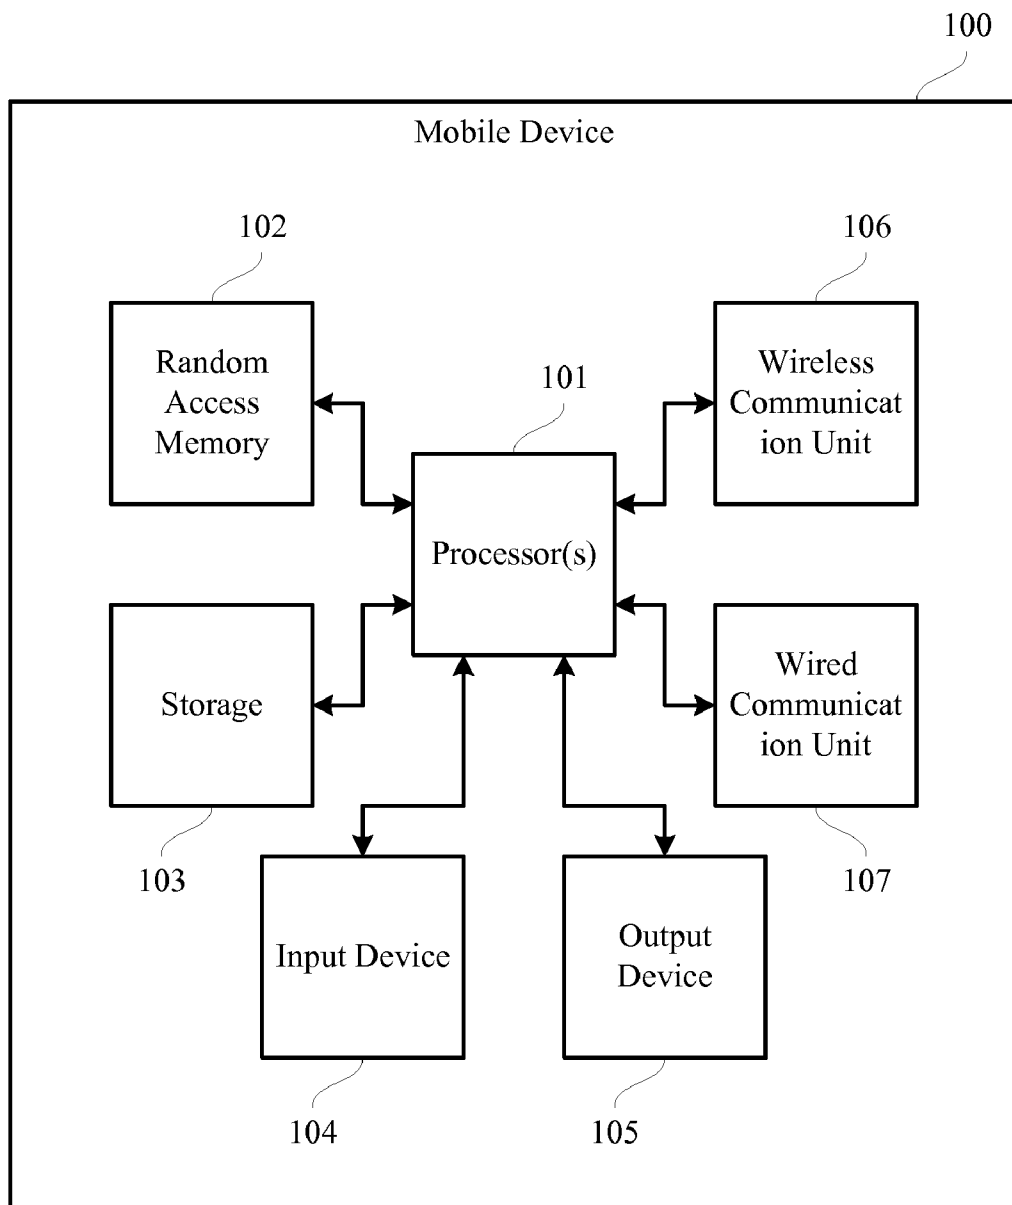 100
Mobile Device
102
106
Random
Access
Memory
101
Wireless
Communicat
ion Unit
Processor(s)
Storage
Wired
Communicat
ion Unit
103
107
Input Device
Output
Device
104
105